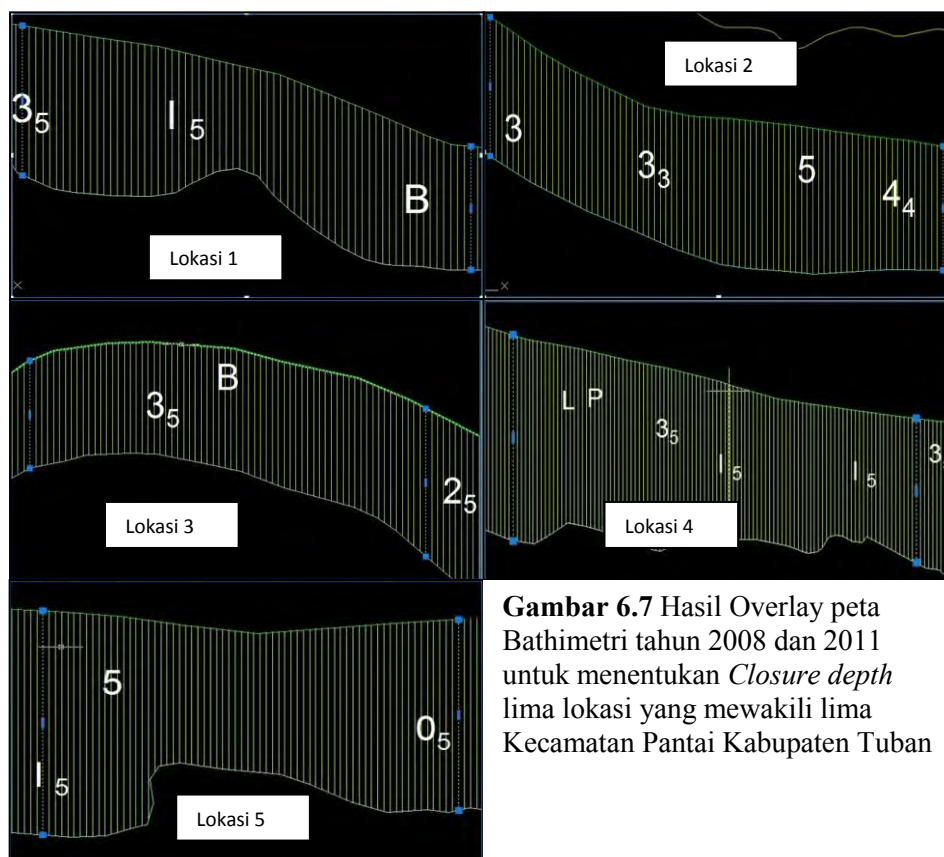 3₅
I ₅
B
Lokasi 1
Lokasi 2
3
3₃
5
4₄
3₅
B
2₅
Lokasi 3
L P
3₅
I ₅
I ₅
3
Lokasi 4
5
I ₅
0₅
Lokasi 5
Gambar 6.7 Hasil Overlay peta
Bathimetri tahun 2008 dan 2011
untuk menentukan Closure depth
lima lokasi yang mewakili lima
Kecamatan Pantai Kabupaten Tuban